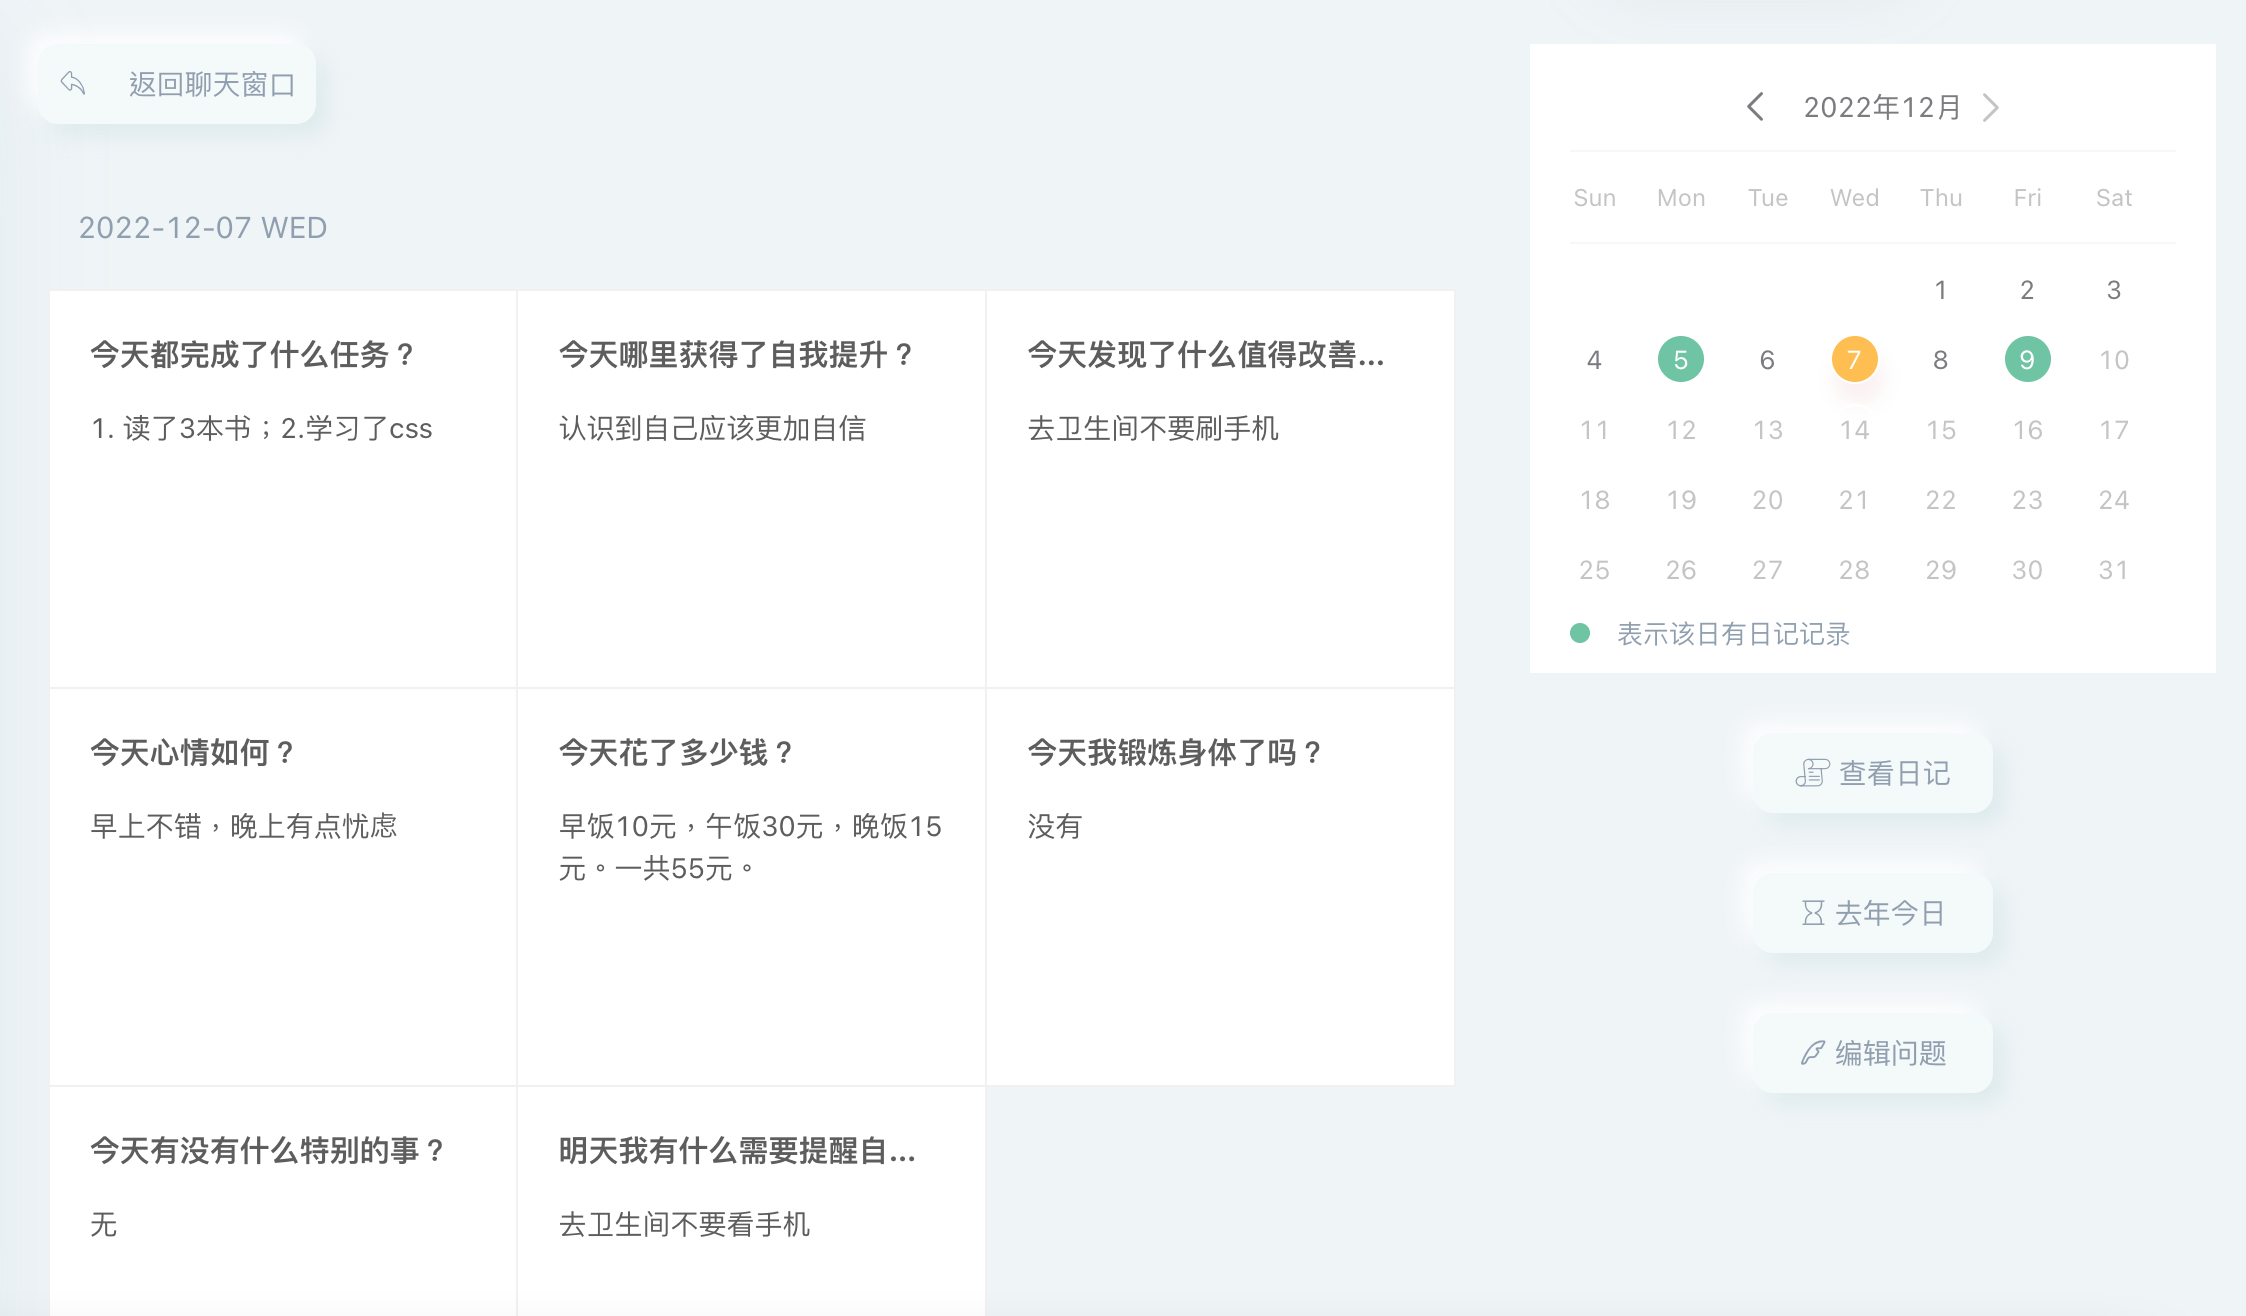 返回聊天窗口
2022-12-07 WED
今天都完成了什么任务？
1. 读了3本书；2.学习了css
今天哪里获得了自我提升？
认识到自己应该更加自信
今天发现了什么值得改善...
去卫生间不要刷手机
今天心情如何？
早上不错，晚上有点忧虑
今天花了多少钱？
早饭10元，午饭30元，晚饭15
元。一共55元。
今天我锻炼身体了吗？
没有
今天有没有什么特别的事？
无
明天我有什么需要提醒自...
去卫生间不要看手机
2022年12月
Sun Mon Tue Wed Thu Fri Sat
1 2 3
4 5 6 7 8 9 10
11 12 13 14 15 16 17
18 19 20 21 22 23 24
25 26 27 28 29 30 31
表示该日有日记记录
查看日记
去年今日
编辑问题